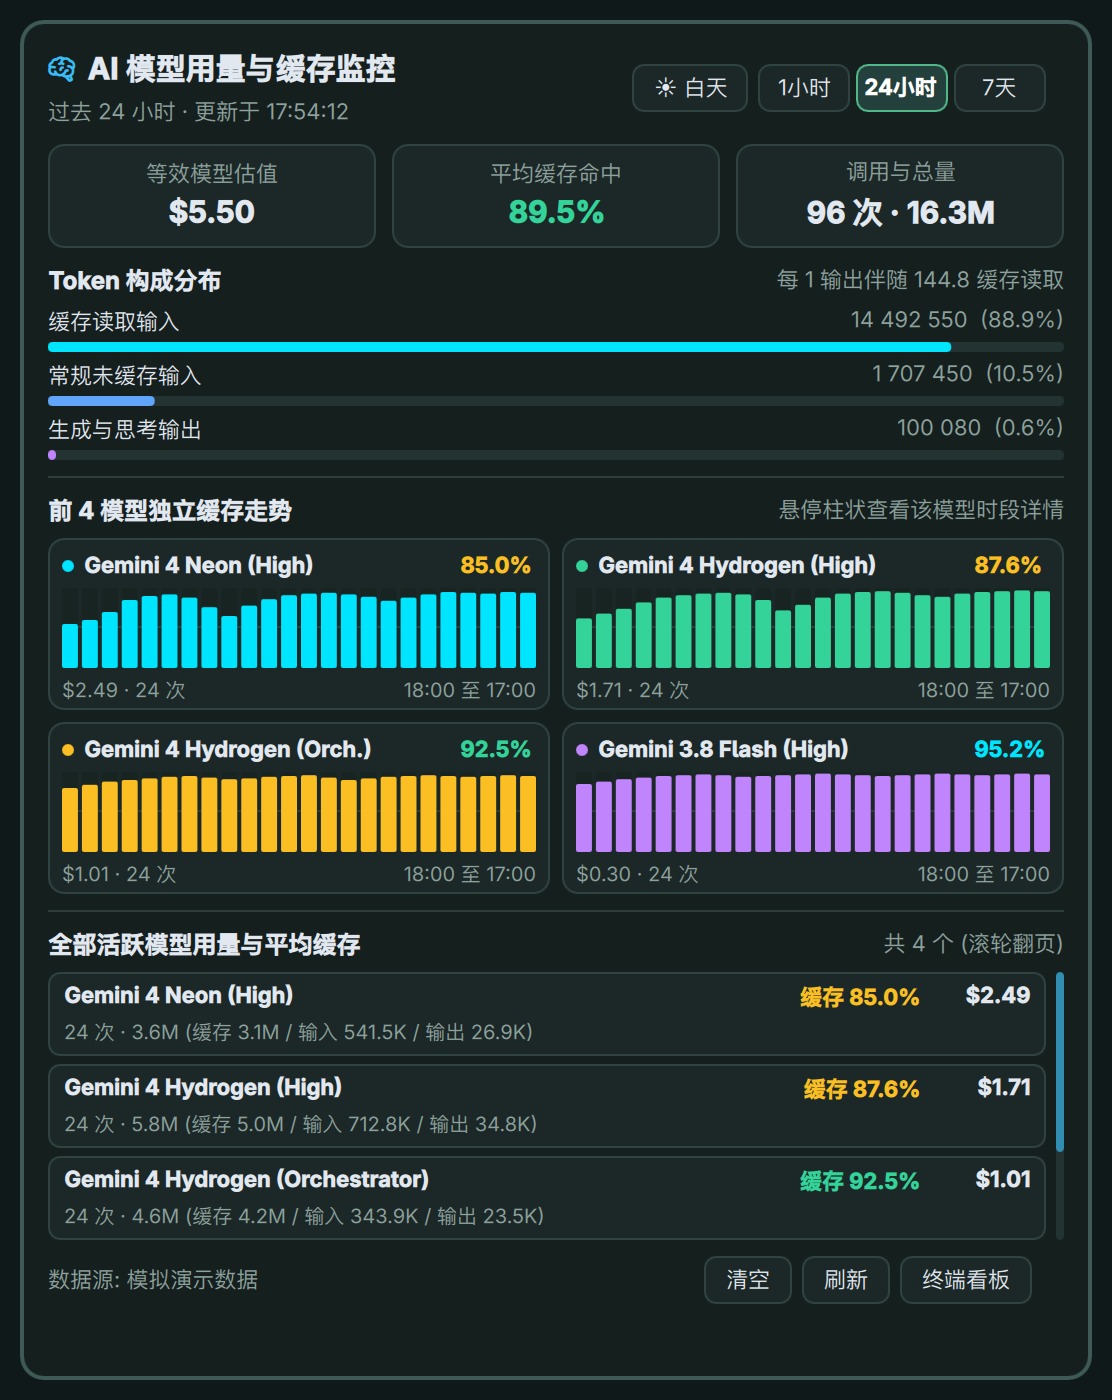 AI 模型用量与缓存监控
过去 24 小时 · 更新于 17:54:12
☀ 白天
1小时
24小时
7天
等效模型估值
$5.50
平均缓存命中
89.5%
调用与总量
96 次 · 16.3M
Token 构成分布
每 1 输出伴随 144.8 缓存读取
缓存读取输入
14 492 550 (88.9%)
常规未缓存输入
1 707 450 (10.5%)
生成与思考输出
100 080 (0.6%)
前 4 模型独立缓存走势
悬停柱状查看该模型时段详情
Gemini 4 Neon (High)
85.0%
$2.49 · 24 次
18:00 至 17:00
Gemini 4 Hydrogen (High)
87.6%
$1.71 · 24 次
18:00 至 17:00
Gemini 4 Hydrogen (Orch.)
92.5%
$1.01 · 24 次
18:00 至 17:00
Gemini 3.8 Flash (High)
95.2%
$0.30 · 24 次
18:00 至 17:00
全部活跃模型用量与平均缓存
共 4 个 (滚轮翻页)
Gemini 4 Neon (High)
缓存 85.0%
$2.49
24 次 · 3.6M (缓存 3.1M / 输入 541.5K / 输出 26.9K)
Gemini 4 Hydrogen (High)
缓存 87.6%
$1.71
24 次 · 5.8M (缓存 5.0M / 输入 712.8K / 输出 34.8K)
Gemini 4 Hydrogen (Orchestrator)
缓存 92.5%
$1.01
24 次 · 4.6M (缓存 4.2M / 输入 343.9K / 输出 23.5K)
数据源: 模拟演示数据
清空
刷新
终端看板